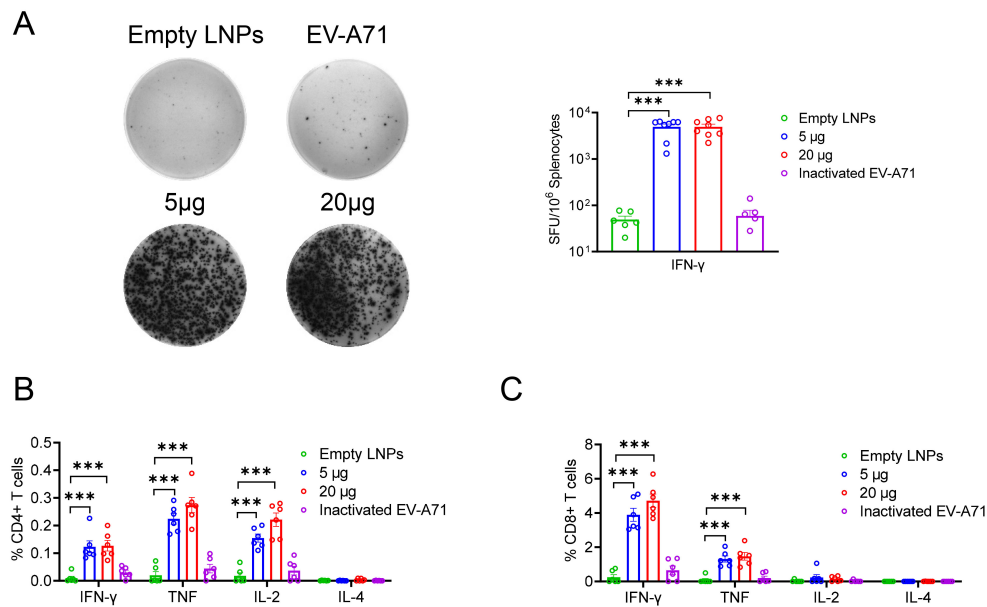 A
Empty LNPs EV-A71
5µg 20µg
SFU/10⁶ Splenocytes
10⁴
10³
10²
10¹
*** 
***
IFN-γ
Empty LNPs
5 µg
20 µg
Inactivated EV-A71
B
% CD4+ T cells
0.5
0.4
0.3
0.2
0.1
0.0
***
***
***
***
***
***
IFN-γ TNF IL-2 IL-4
Empty LNPs
5 µg
20 µg
Inactivated EV-A71
C
% CD8+ T cells
8
6
4
2
0
***
***
***
***
IFN-γ TNF IL-2 IL-4
Empty LNPs
5 µg
20 µg
Inactivated EV-A71